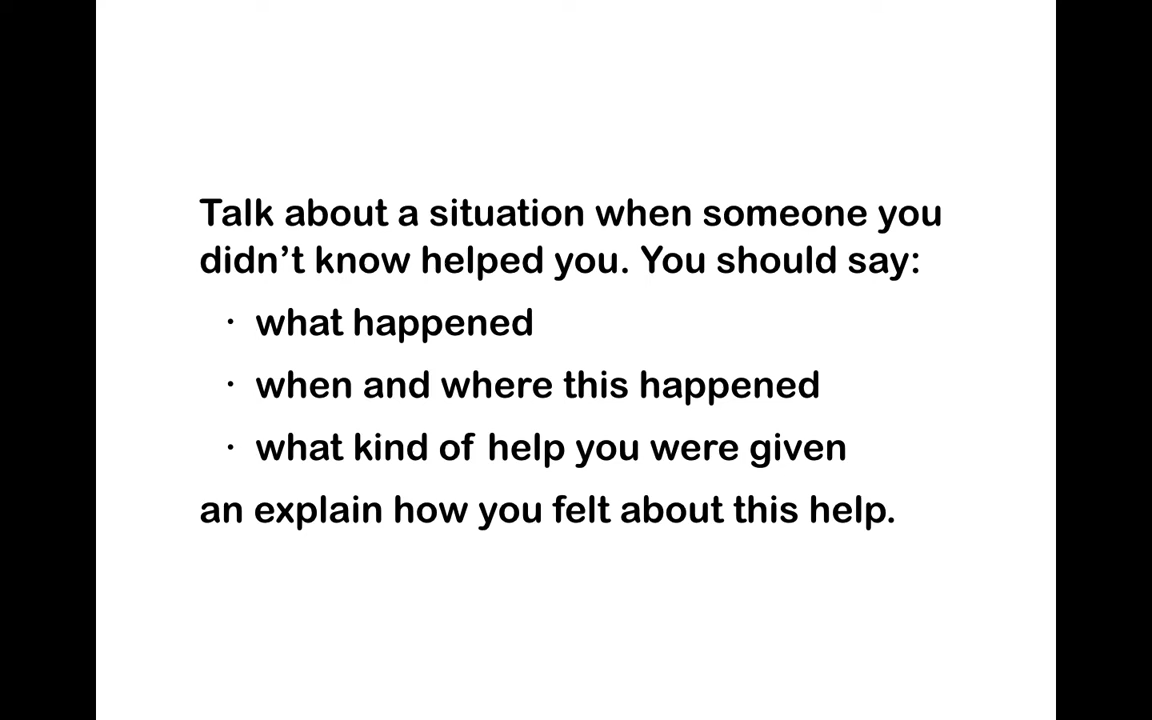 Talk about a situation when someone you
didn’t know helped you. You should say:
· what happened
· when and where this happened
· what kind of help you were given
an explain how you felt about this help.